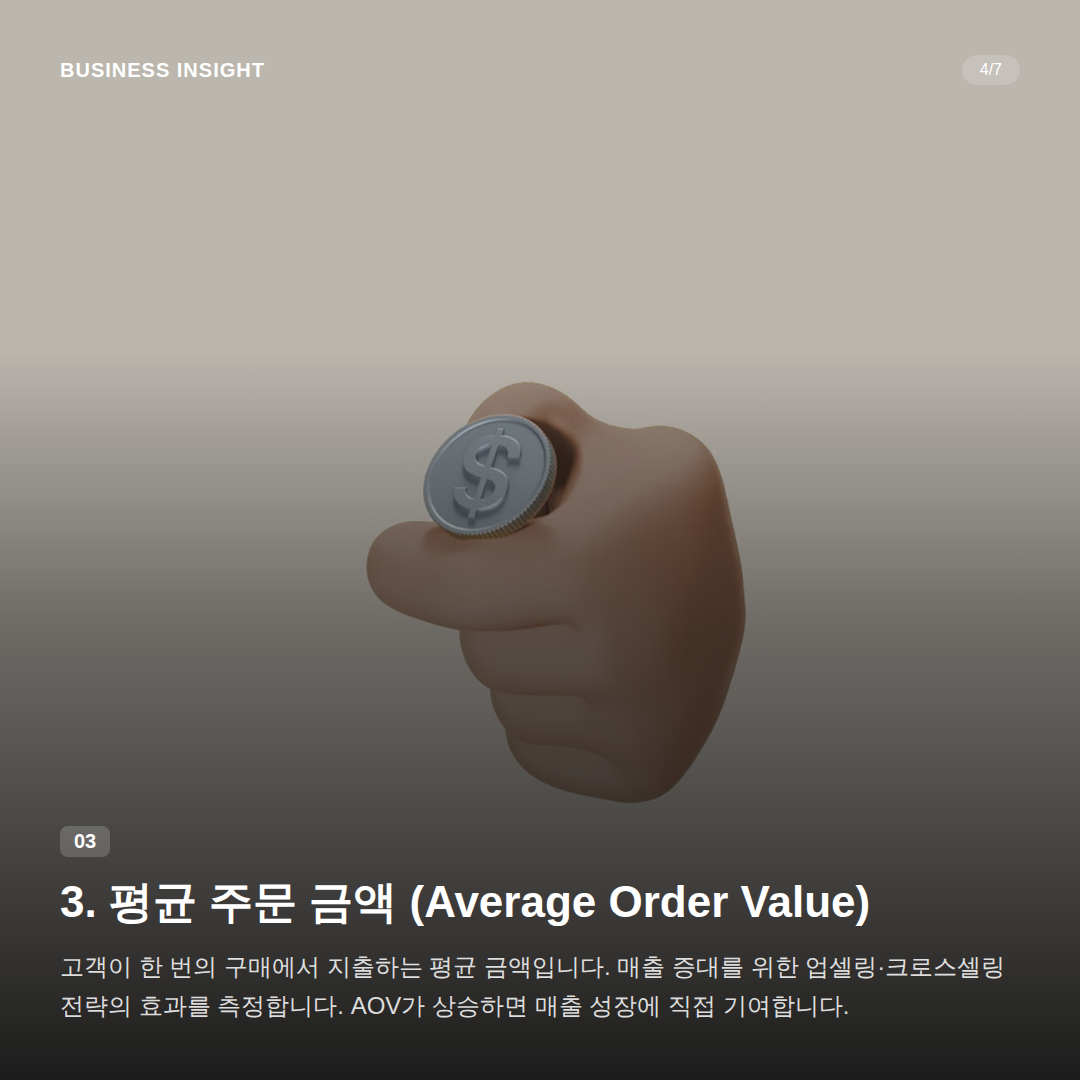 BUSINESS INSIGHT
4/7
$
03
3. 평균 주문 금액 (Average Order Value)
고객이 한 번의 구매에서 지출하는 평균 금액입니다. 매출 증대를 위한 업셀링·크로스셀링
전략의 효과를 측정합니다. AOV가 상승하면 매출 성장에 직접 기여합니다.